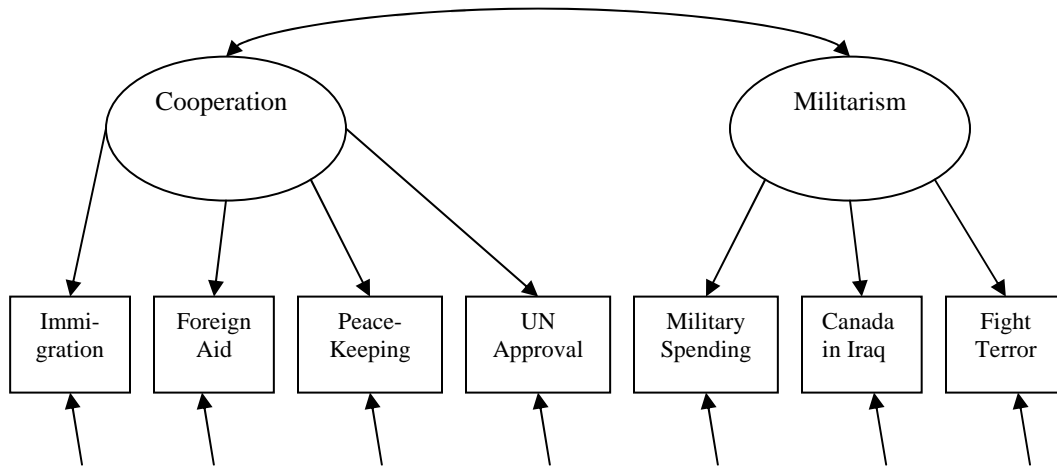 Cooperation
Militarism
Immi-
gration
Foreign
Aid
Peace-
Keeping
UN
Approval
Military
Spending
Canada
in Iraq
Fight
Terror